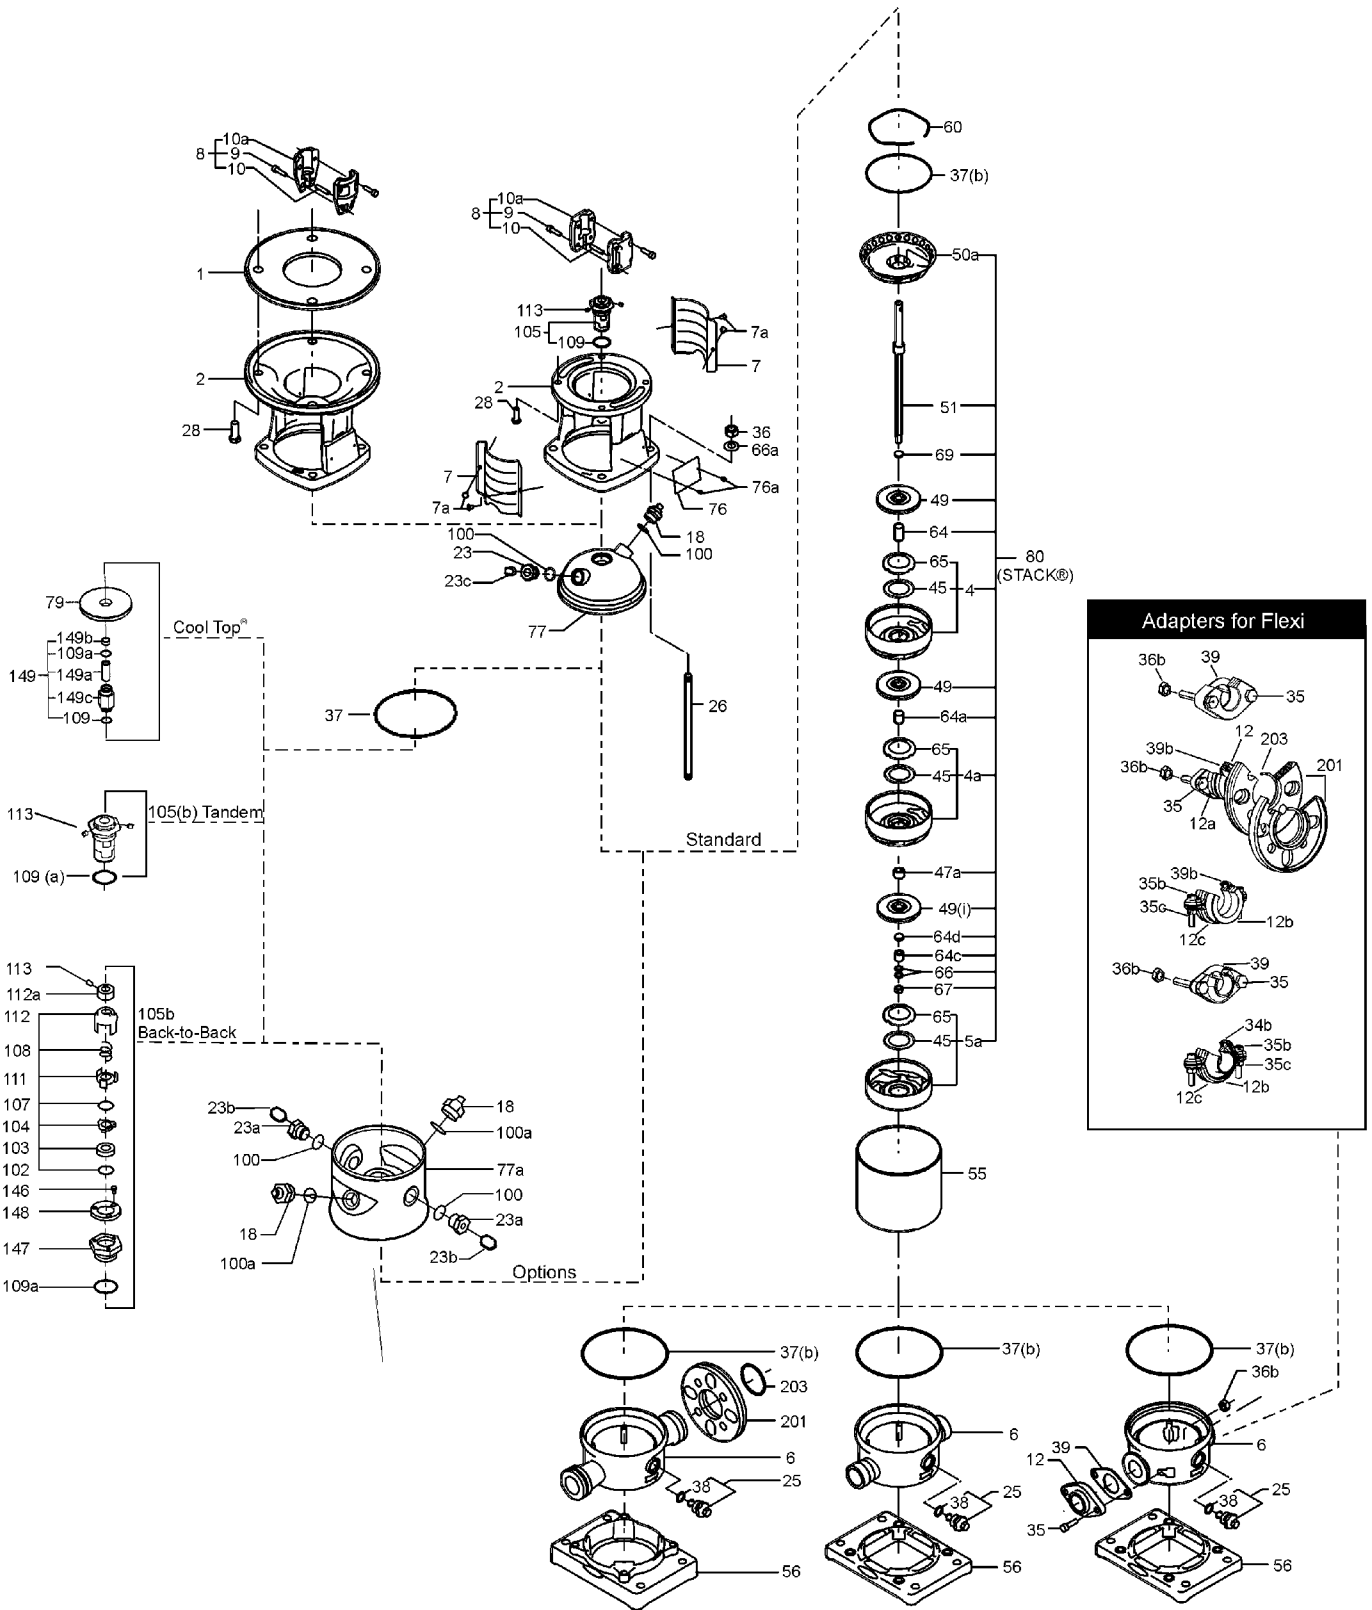 10a
8
9
10
1
2
28
10a
8
9
10
113
105
109
7a
7
2
28
36
66a
7
7a
76a
76
18
100
100
23
23c
77
37
26
60
37(b)
50a
51
69
49
64
80
(STACK®)
65
45
4
49
64a
65
45
4a
47a
49(i)
64d
64c
66
67
65
45
5a
55
Standard
79
Cool Top®
149b
109a
149
149a
149c
109
113
105(b) Tandem
109 (a)
113
112a
112
105b
Back-to-Back
108
111
107
104
103
102
146
148
147
109a
23b
23a
100
18
100a
77a
100
23a
23b
18
100a
Options
Adapters for Flexi
39
36b
35
12
203
39b
36b
201
35
12a
39b
35b
35c
12b
12c
39
36b
35
34b
35b
35c
12b
12c
37(b)
203
201
6
38
25
56
37(b)
6
38
25
56
37(b)
36b
39
12
6
38
25
35
56